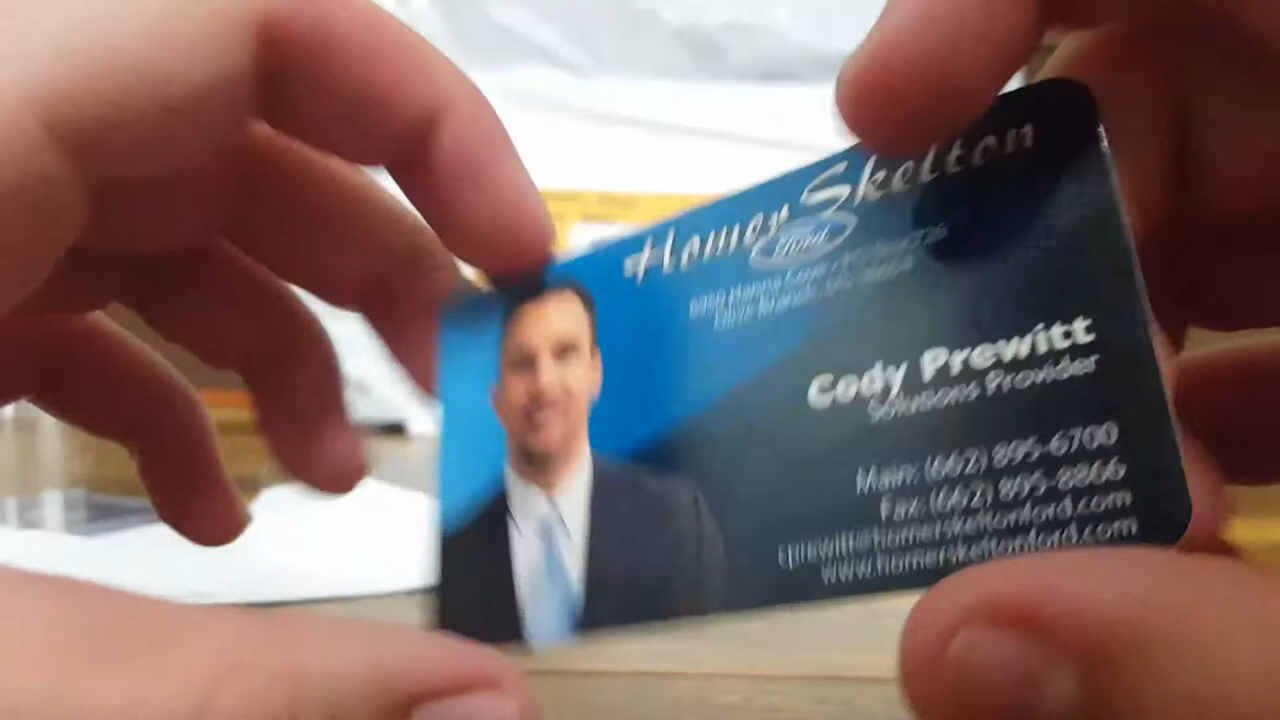 Homer Skelton
Ford
Cody Prewitt
Solutions Provider
Main: (662) 895-6700
Fax: (662) 895-8866
cprewitt@homerskeltonford.com
www.homerskeltonford.com